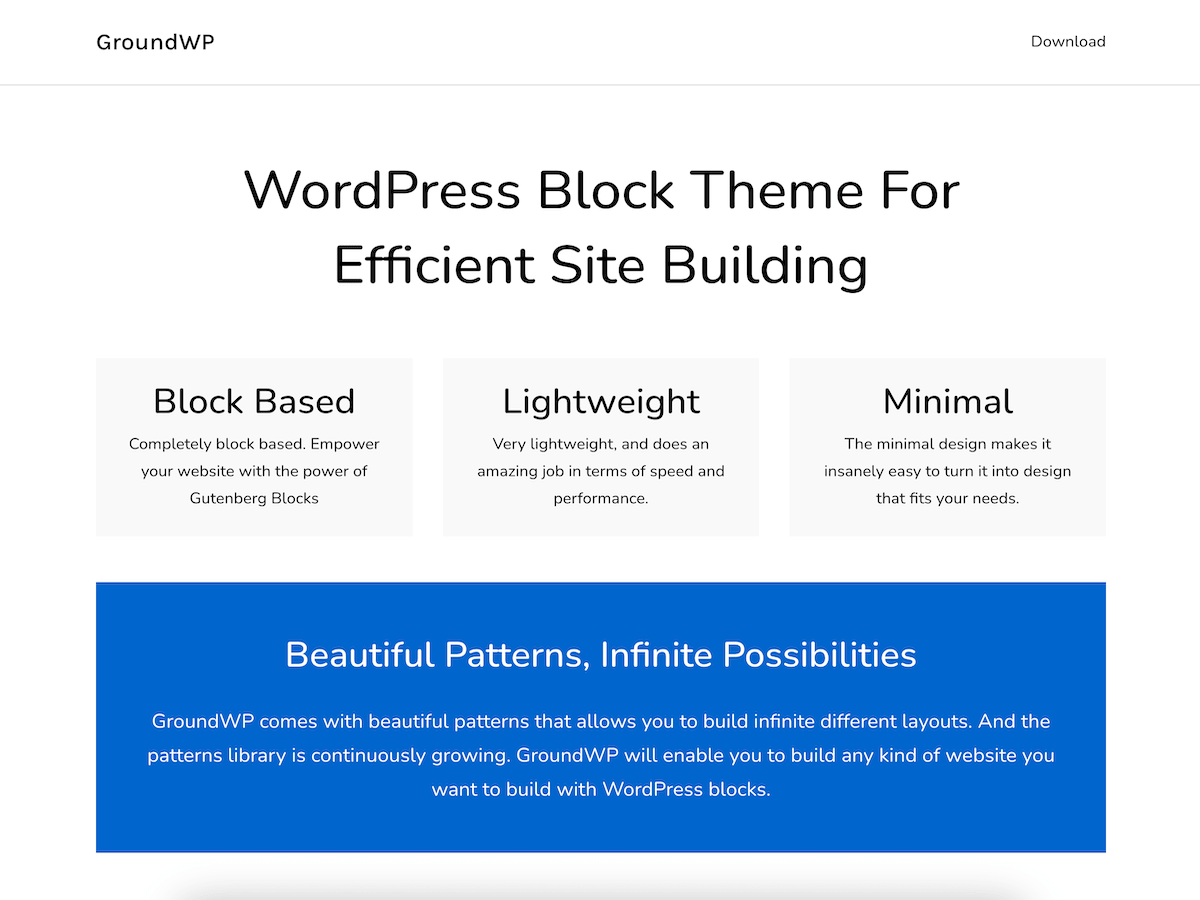 GroundWP
Download
WordPress Block Theme For
Efficient Site Building
Block Based
Completely block based. Empower
your website with the power of
Gutenberg Blocks
Lightweight
Very lightweight, and does an
amazing job in terms of speed and
performance.
Minimal
The minimal design makes it
insanely easy to turn it into design
that fits your needs.
Beautiful Patterns, Infinite Possibilities
GroundWP comes with beautiful patterns that allows you to build infinite different layouts. And the
patterns library is continuously growing. GroundWP will enable you to build any kind of website you
want to build with WordPress blocks.